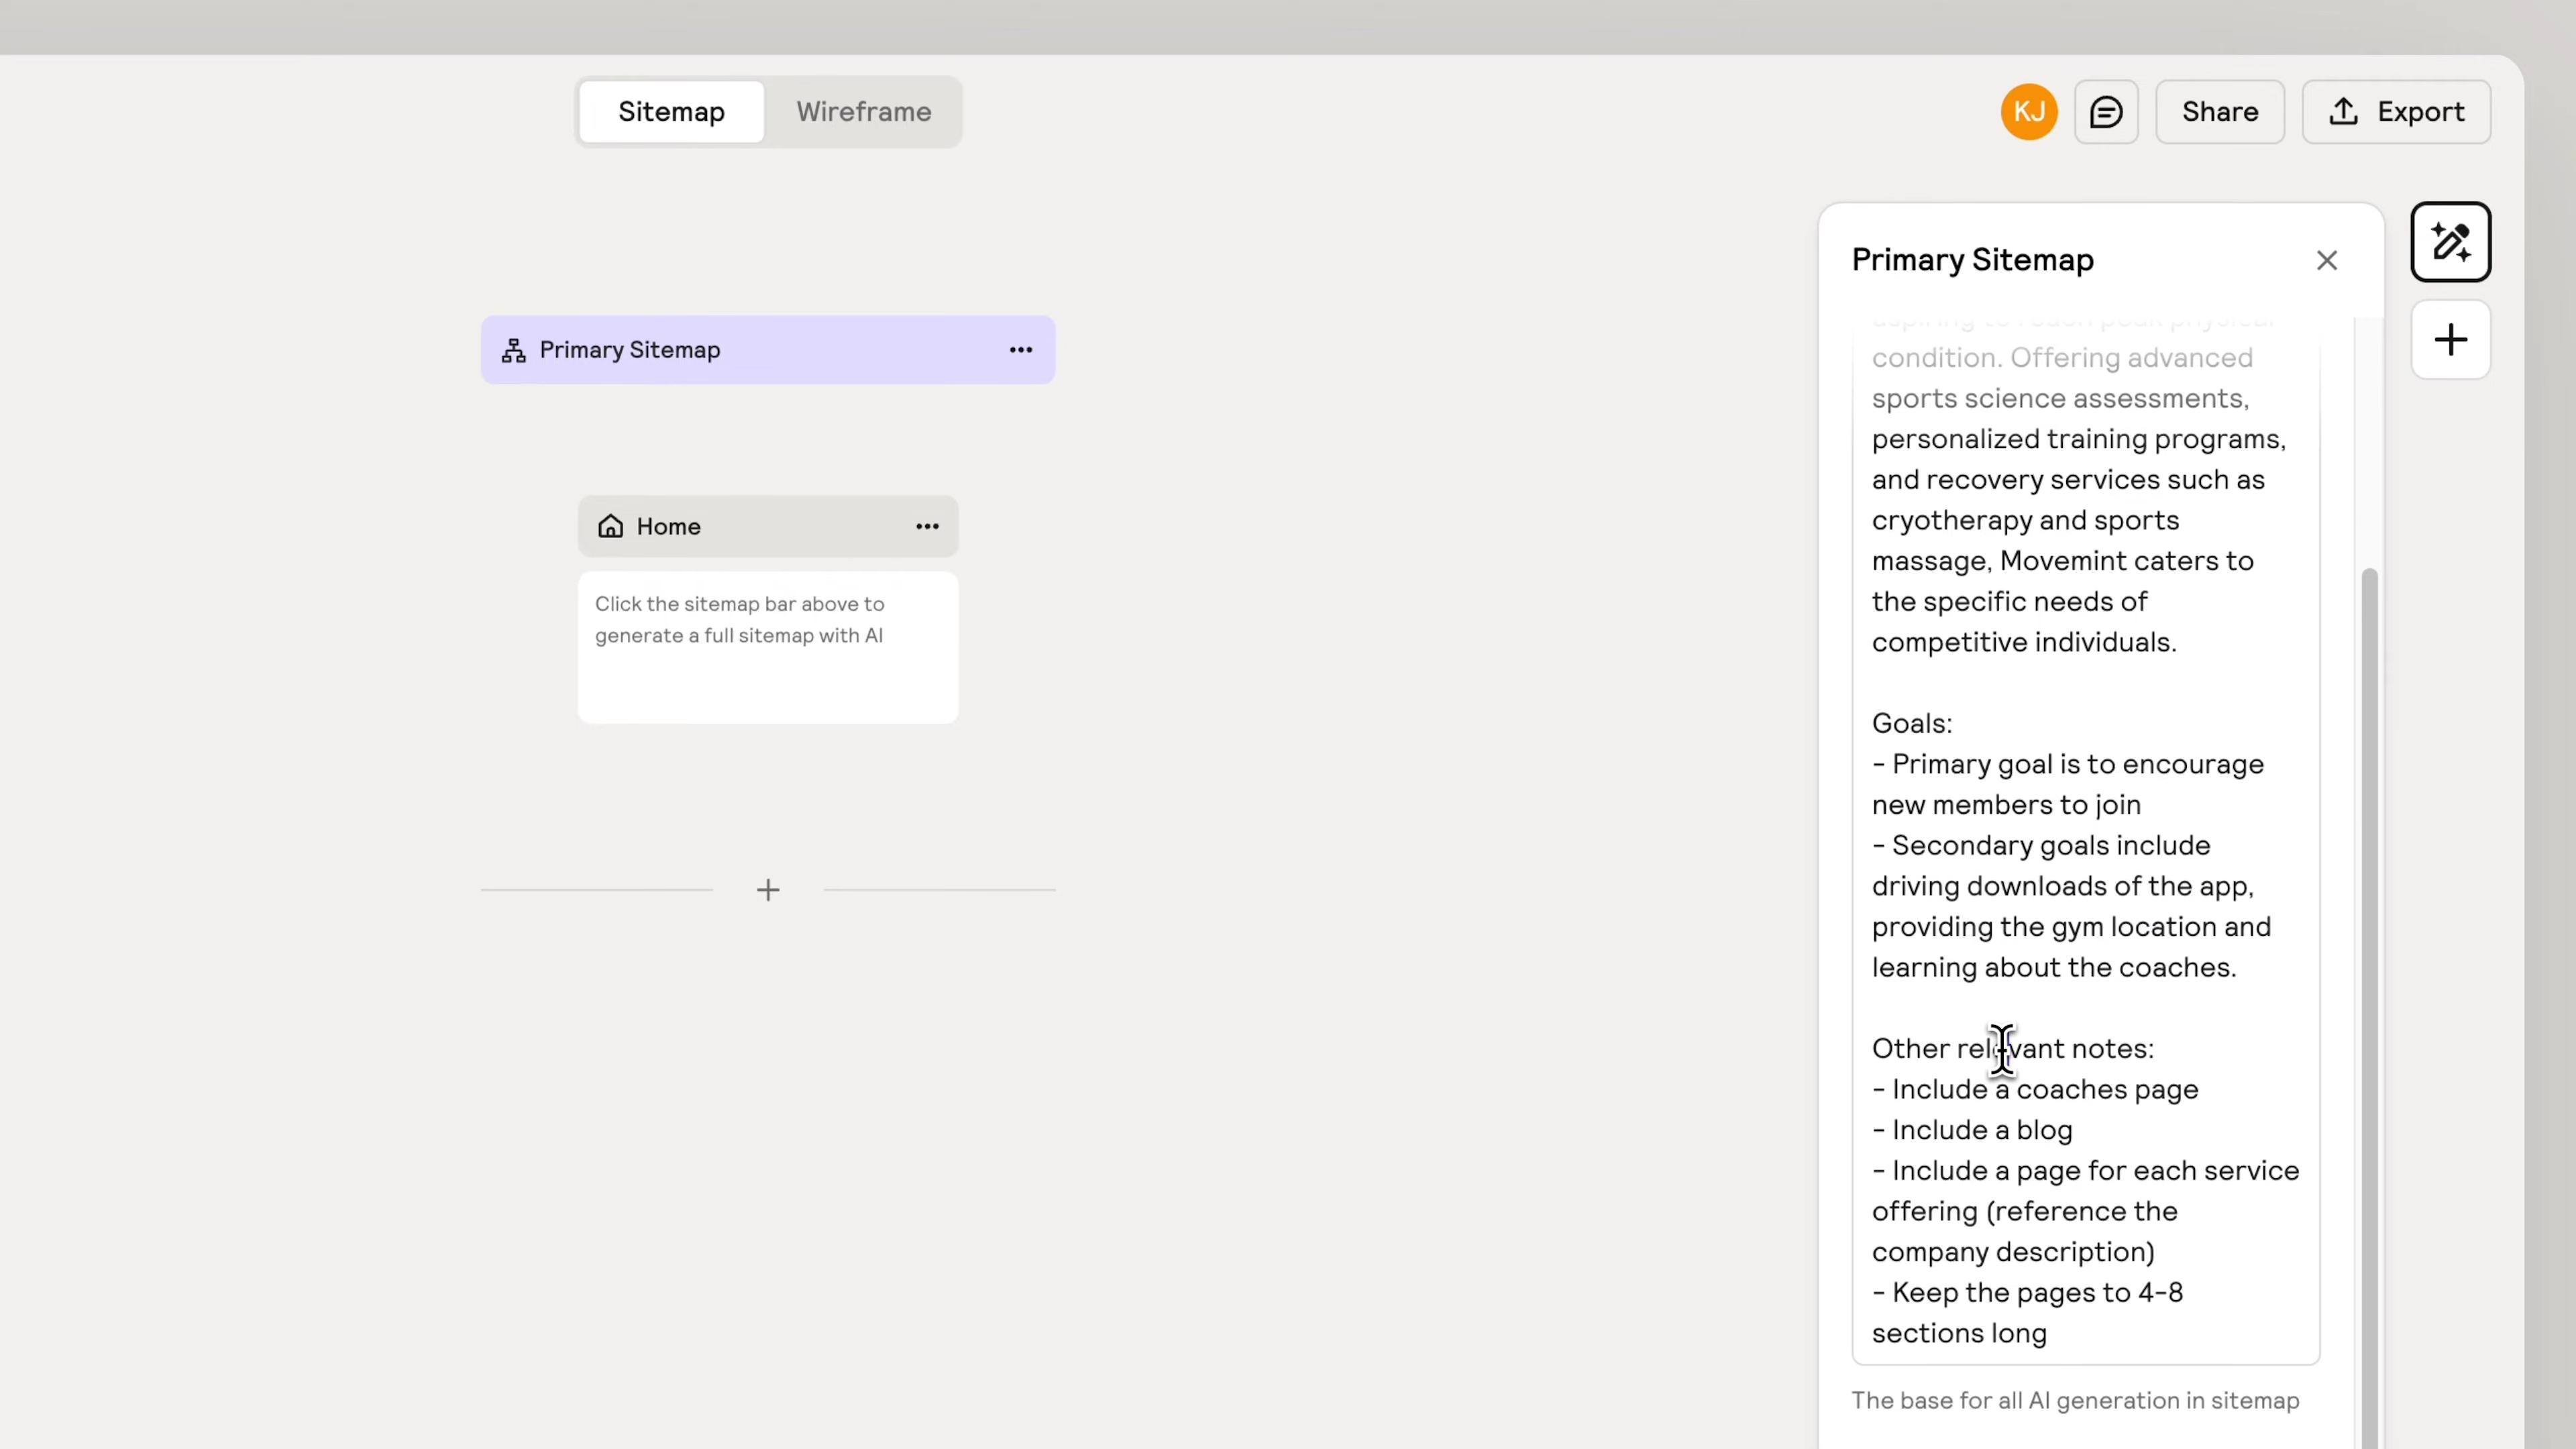 Sitemap
Wireframe
KJ
Share
Export
Primary Sitemap
Primary Sitemap
Home
Click the sitemap bar above to
generate a full sitemap with AI
condition. Offering advanced
sports science assessments,
personalized training programs,
and recovery services such as
cryotherapy and sports
massage, Movemint caters to
the specific needs of
competitive individuals.
Goals:
- Primary goal is to encourage
new members to join
- Secondary goals include
driving downloads of the app,
providing the gym location and
learning about the coaches.
Other relevant notes:
- Include a coaches page
- Include a blog
- Include a page for each service
offering (reference the
company description)
- Keep the pages to 4-8
sections long
The base for all AI generation in sitemap